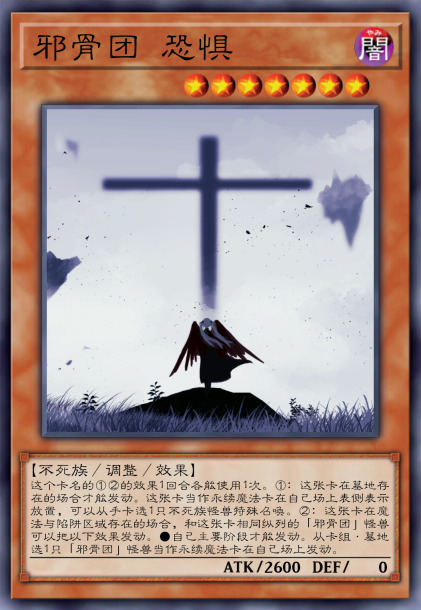 邪骨团 恐惧
闇
やみ
【不死族／调整／效果】
这个卡名的①②的效果1回合各能使用1次。①：这张卡在墓地存
在的场合才能发动。这张卡当作永续魔法卡在自己场上表侧表示
放置，可以从手卡选1只不死族怪兽特殊召唤。②：这张卡在魔
法与陷阱区域存在的场合，和这张卡相同纵列的「邪骨团」怪兽
可以把以下效果发动。●自己主要阶段才能发动。从卡组·墓地
选1只「邪骨团」怪兽当作永续魔法卡在自己场上发动。
ATK/2600 DEF/ 0